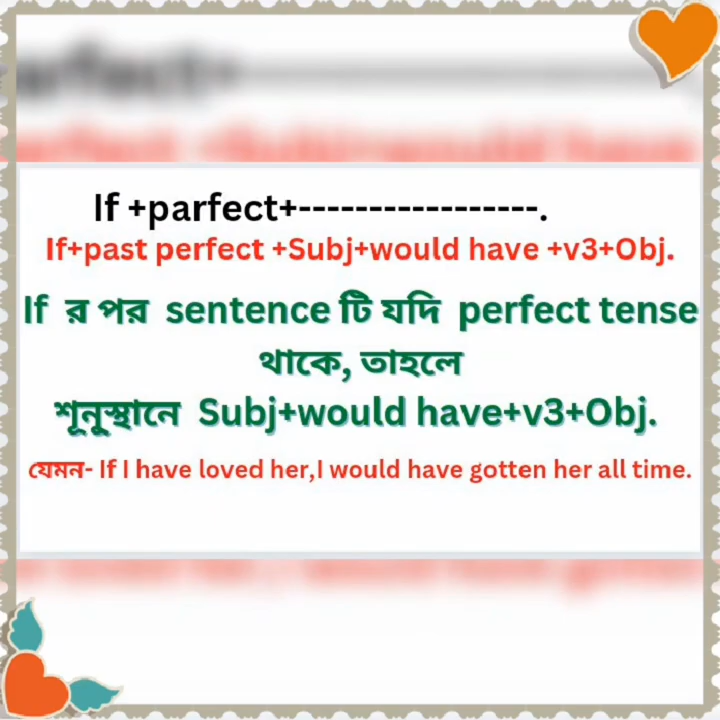 If +parfect+-----------------.
If+past perfect +Subj+would have +v3+Obj.
If র পর sentence টি যদি perfect tense
থাকে, তাহলে
শূনুস্থানে Subj+would have+v3+Obj.
যেমন- If I have loved her,I would have gotten her all time.